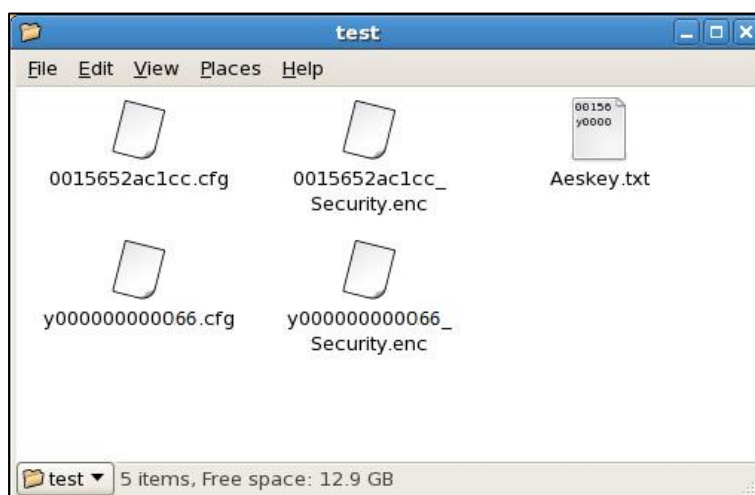 test
File Edit View Places Help
00156
y0000
0015652ac1cc.cfg
0015652ac1cc_
Security.enc
Aeskey.txt
y000000000066.cfg
y000000000066_
Security.enc
test 5 items, Free space: 12.9 GB